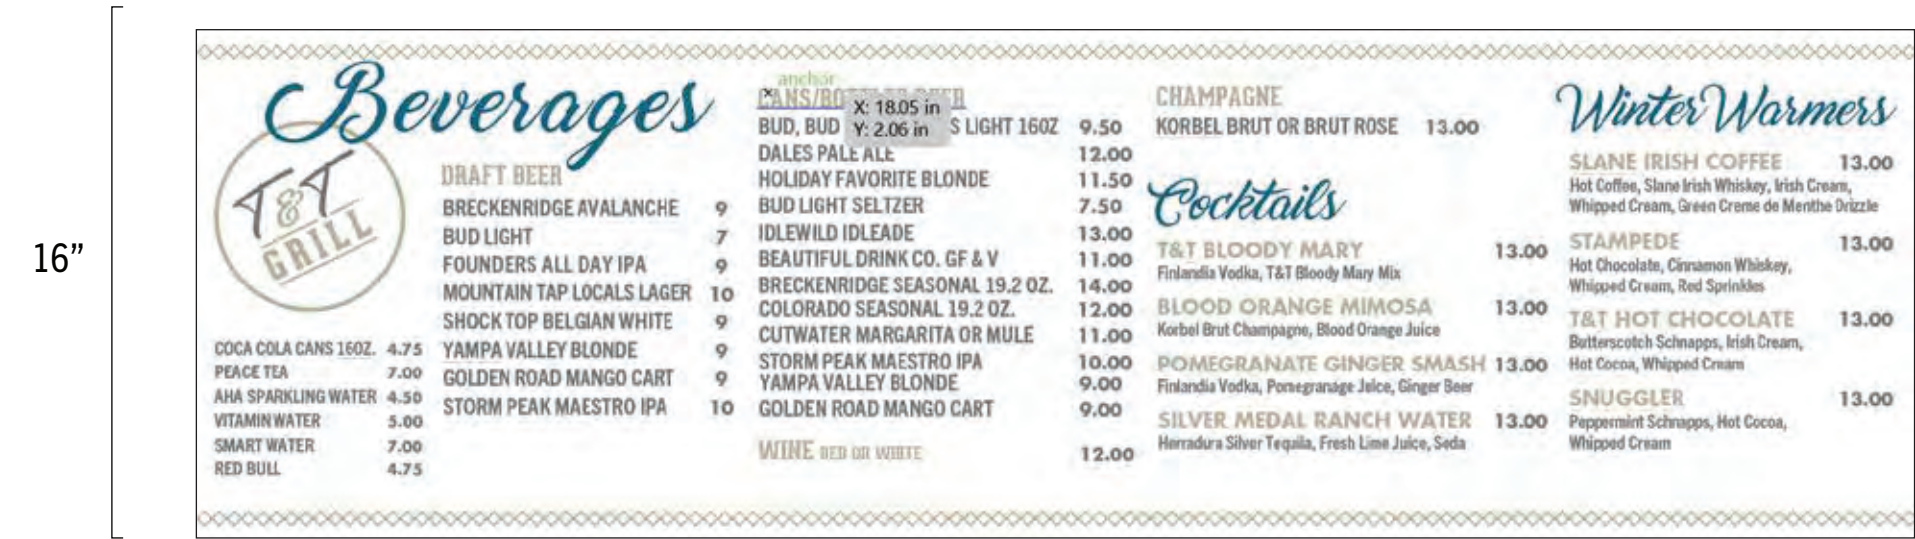 16”
Beverages
T&T
GRILL
COCA COLA CANS 16OZ. 4.75
PEACE TEA 7.00
AHA SPARKLING WATER 4.50
VITAMIN WATER 5.00
SMART WATER 7.00
RED BULL 4.75
DRAFT BEER
BRECKENRIDGE AVALANCHE 9
BUD LIGHT 7
FOUNDERS ALL DAY IPA 9
MOUNTAIN TAP LOCALS LAGER 10
SHOCK TOP BELGIAN WHITE 9
YAMPA VALLEY BLONDE 9
GOLDEN ROAD MANGO CART 9
STORM PEAK MAESTRO IPA 10
anchor
X: 18.05 in
Y: 2.06 in
BUD, BUD S LIGHT 16OZ 9.50
DALES PALE ALE 12.00
HOLIDAY FAVORITE BLONDE 11.50
BUD LIGHT SELTZER 7.50
IDLEWILD IDLEADE 13.00
BEAUTIFUL DRINK CO. GF & V 11.00
BRECKENRIDGE SEASONAL 19.2 OZ. 14.00
COLORADO SEASONAL 19.2 OZ. 12.00
CUTWATER MARGARITA OR MULE 11.00
STORM PEAK MAESTRO IPA 10.00
YAMPA VALLEY BLONDE 9.00
GOLDEN ROAD MANGO CART 9.00
WINE RED OR WHITE 12.00
CHAMPAGNE
KORBEL BRUT OR BRUT ROSE 13.00
Cocktails
T&T BLOODY MARY 13.00
Finlandia Vodka, T&T Bloody Mary Mix
BLOOD ORANGE MIMOSA 13.00
Korbel Brut Champagne, Blood Orange Juice
POMEGRANATE GINGER SMASH 13.00
Finlandia Vodka, Pomegranage Juice, Ginger Beer
SILVER MEDAL RANCH WATER 13.00
Herradura Silver Tequila, Fresh Lime Juice, Soda
Winter Warmers
SLANE IRISH COFFEE 13.00
Hot Coffee, Slane Irish Whiskey, Irish Cream,
Whipped Cream, Green Creme de Menthe Drizzle
STAMPEDE 13.00
Hot Chocolate, Cinnamon Whiskey,
Whipped Cream, Red Sprinkles
T&T HOT CHOCOLATE 13.00
Butterscotch Schnapps, Irish Cream,
Hot Cocoa, Whipped Cream
SNUGGLER 13.00
Peppermint Schnapps, Hot Cocoa,
Whipped Cream